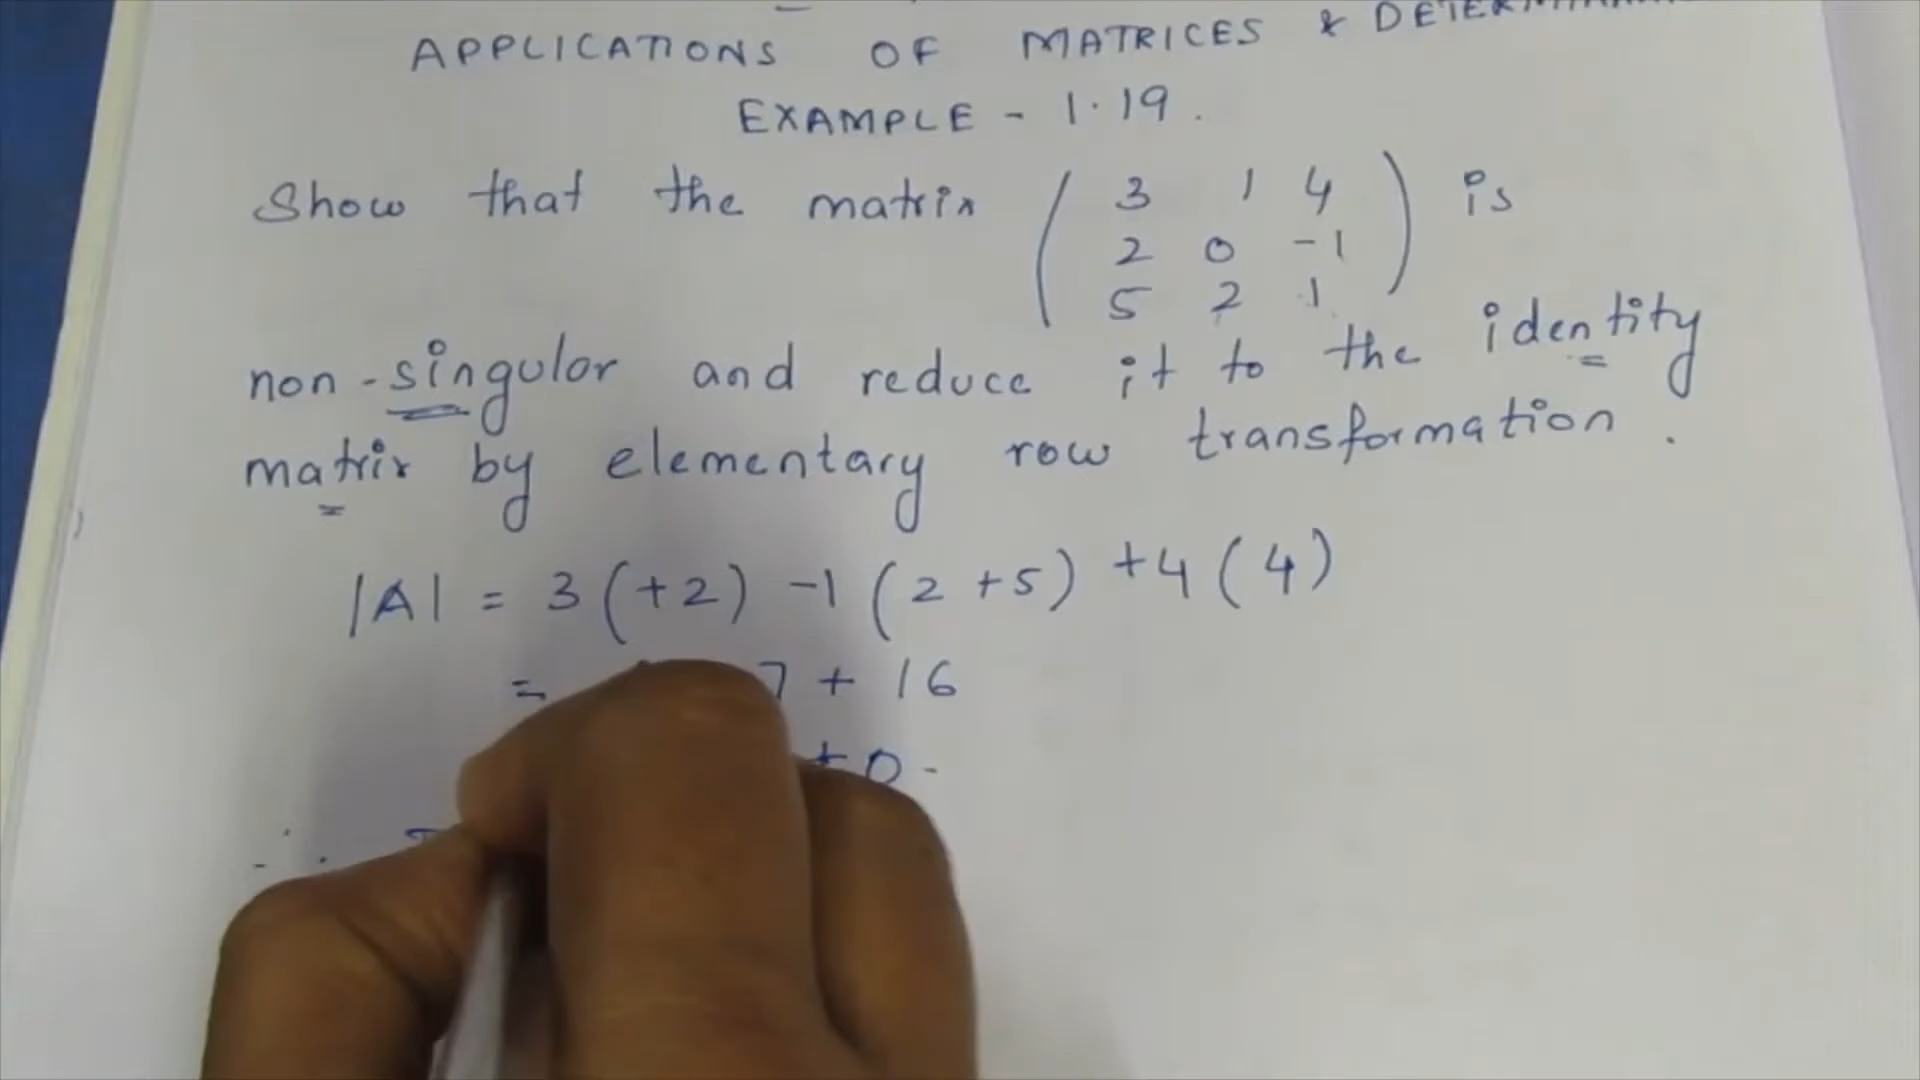 APPLICATIONS OF MATRICES &
EXAMPLE - 1.19.
Show that the matrix ( 3 1 4 ) is
2 0 -1
5 2 1
non-singular and reduce it to the identity
matrix by elementary row transformation.
|A| = 3(+2) -1(2+5) +4(4)
= 7 + 16
≠ 0.